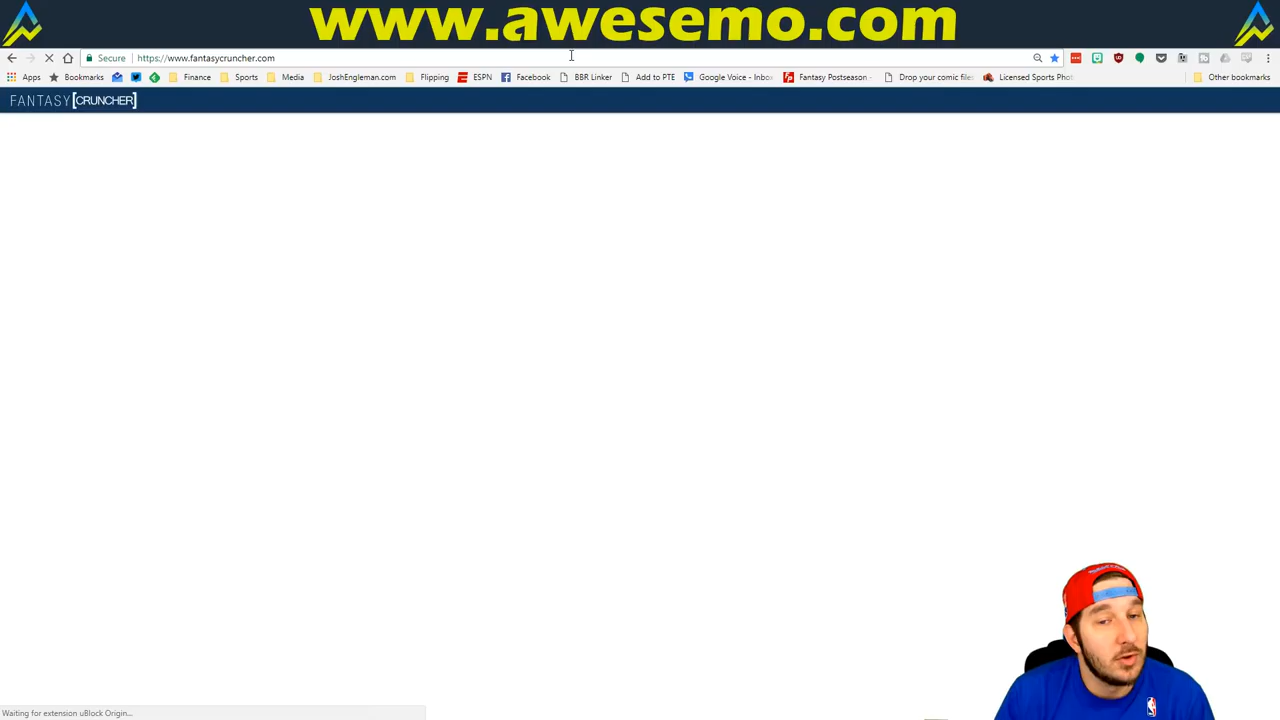 www.awesemo.com
Secure https://www.fantasycruncher.com
Apps Bookmarks Finance Sports Media JoshEngleman.com Flipping ESPN Facebook BBR Linker Add to PTE Google Voice - Inbox Fantasy Postseason - Drop your comic files Licensed Sports Phot Other bookmarks
FANTASY[CRUNCHER]
Waiting for extension uBlock Origin...